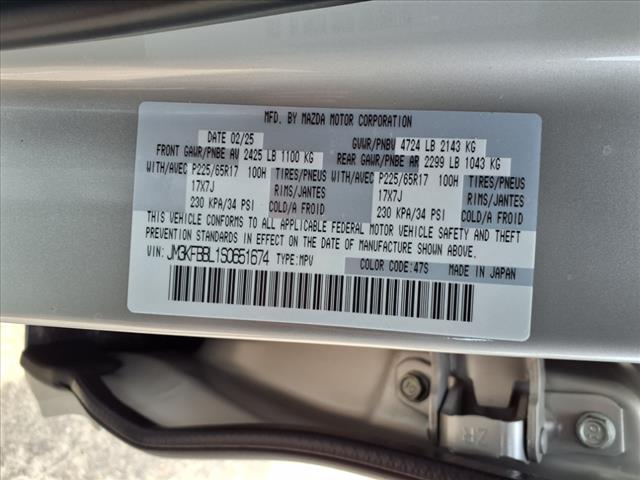 MFD. BY MAZDA MOTOR CORPORATION
DATE 02/25 GVWR/PNBV 4724 LB 2143 KG
FRONT GAWR/PNBE AV 2425 LB 1100 KG REAR GAWR/PNBE AR 2299 LB 1043 KG
WITH/AVEC P225/65R17 100H TIRES/PNEUS WITH/AVEC P225/65R17 100H TIRES/PNEUS
17X7J RIMS/JANTES 17X7J RIMS/JANTES
230 KPA/34 PSI COLD/A FROID 230 KPA/34 PSI COLD/A FROID
THIS VEHICLE CONFORMS TO ALL APPLICABLE FEDERAL MOTOR VEHICLE SAFETY AND THEFT
PREVENTION STANDARDS IN EFFECT ON THE DATE OF MANUFACTURE SHOWN ABOVE.
VIN: JM3KFBBL1S0651674 TYPE:MPV COLOR CODE:47S MADE IN JAPAN
ZR
8